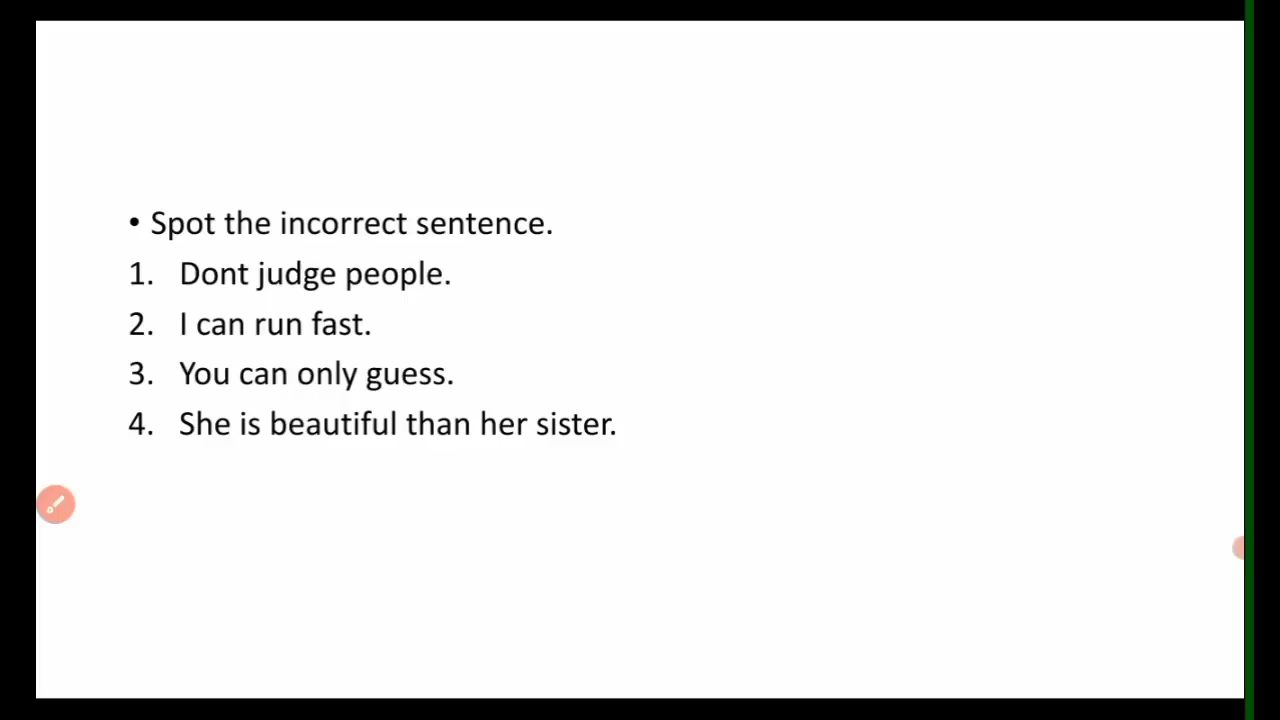 • Spot the incorrect sentence.
1. Dont judge people.
2. I can run fast.
3. You can only guess.
4. She is beautiful than her sister.